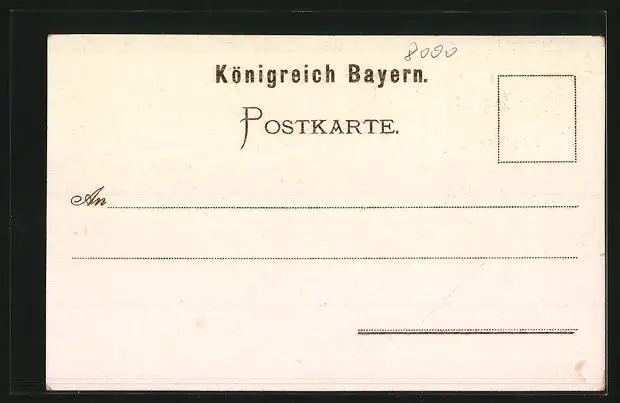 8000
Königreich Bayern.
POSTKARTE.
An